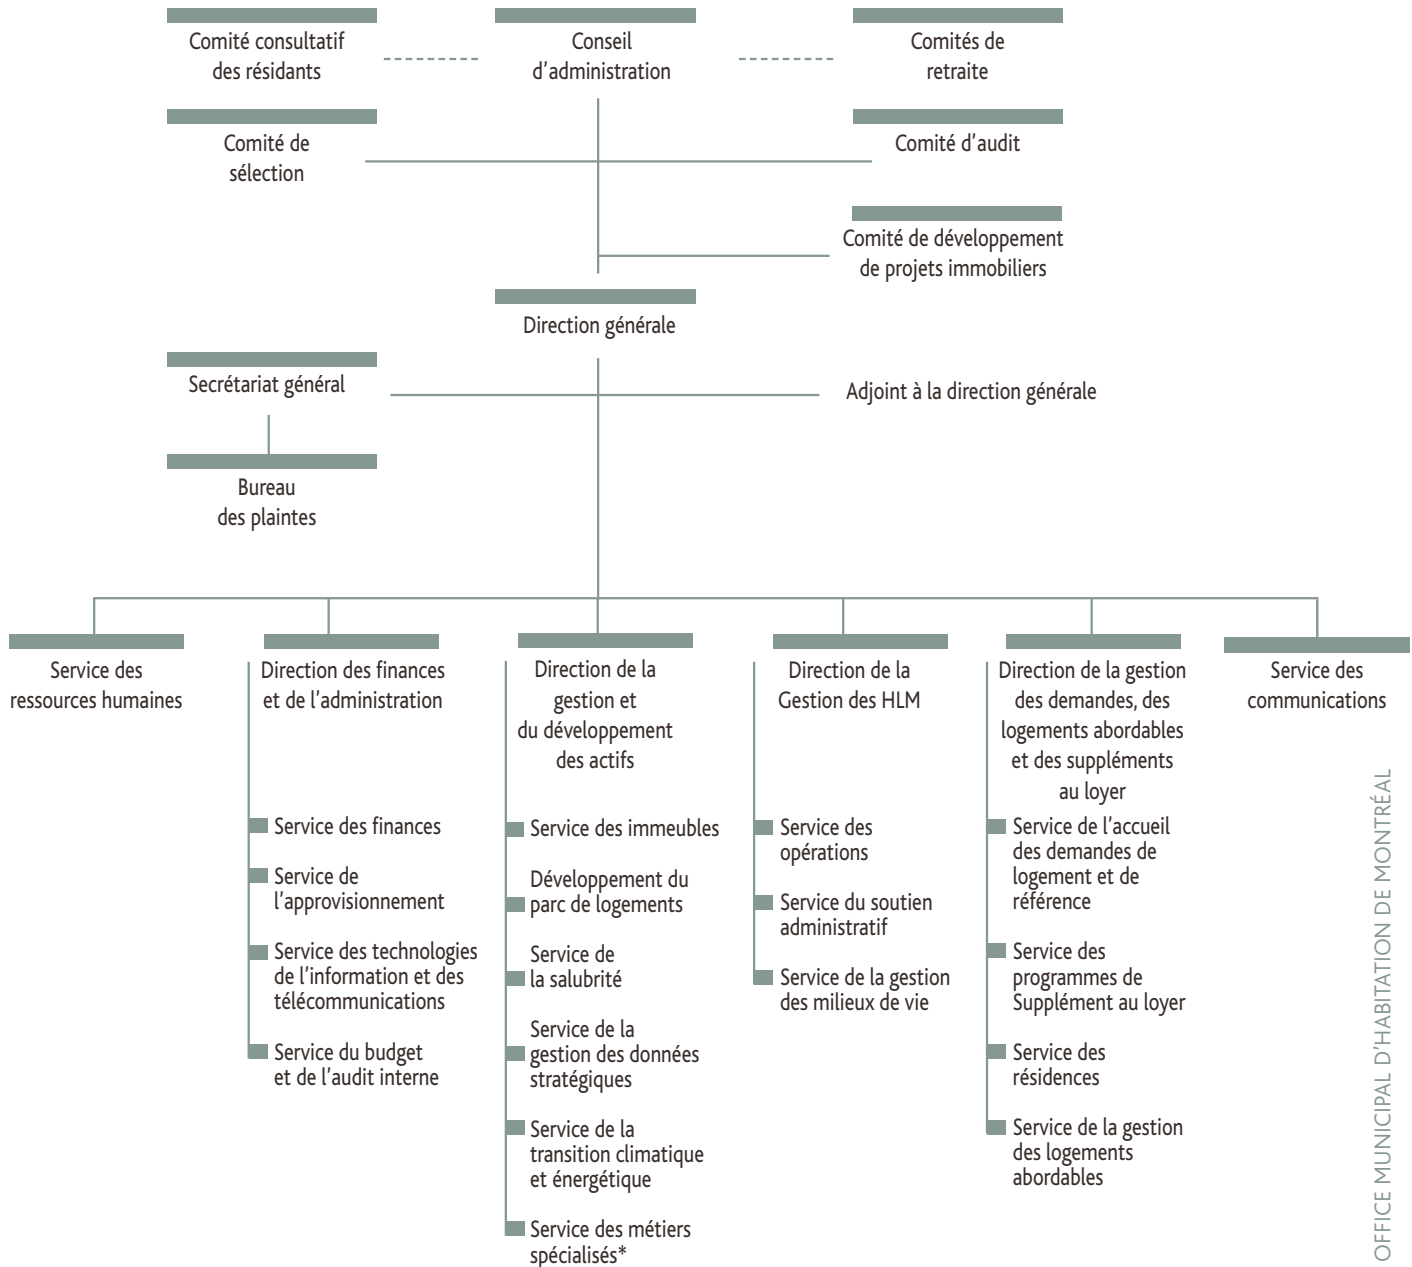 Comité consultatif
des résidants
Conseil
d'administration
Comités de
retraite
Comité de
sélection
Comité d'audit
Comité de développement
de projets immobiliers
Direction générale
Secrétariat général
Adjoint à la direction générale
Bureau
des plaintes
Service des
ressources humaines
Direction des finances
et de l'administration
Service des finances
Service de
l'approvisionnement
Service des technologies
de l'information et des
télécommunications
Service du budget
et de l'audit interne
Direction de la
gestion et
du développement
des actifs
Service des immeubles
Développement du
parc de logements
Service de
la salubrité
Service de la
gestion des données
stratégiques
Service de la
transition climatique
et énergétique
Service des métiers
spécialisés*
Direction de la
Gestion des HLM
Service des
opérations
Service du soutien
administratif
Service de la gestion
des milieux de vie
Direction de la gestion
des demandes, des
logements abordables
et des suppléments
au loyer
Service de l'accueil
des demandes de
logement et de
référence
Service des
programmes de
Supplément au loyer
Service des
résidences
Service de la gestion
des logements
abordables
Service des
communications
OFFICE MUNICIPAL D'HABITATION DE MONTRÉAL